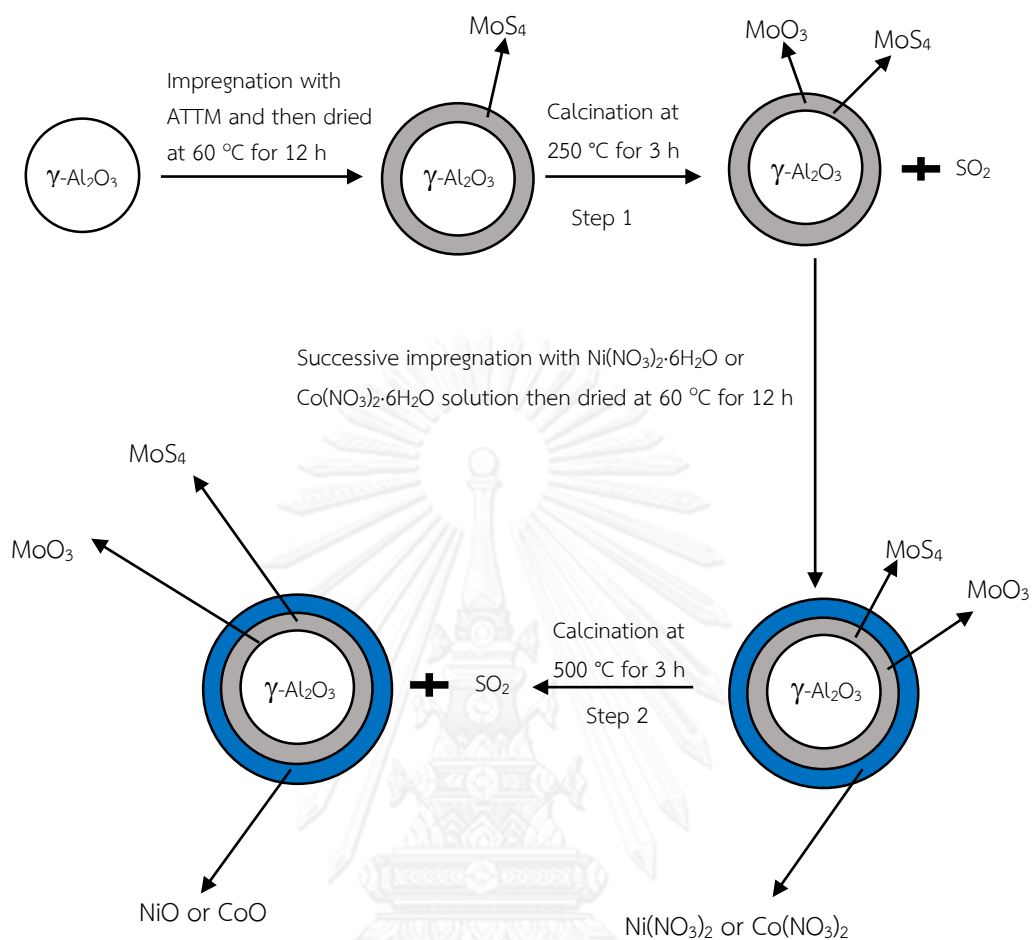 MoS₄
Impregnation with
ATTM and then dried
at 60 °C for 12 h
γ-Al₂O₃
γ-Al₂O₃
Calcination at
250 °C for 3 h
Step 1
MoO₃
MoS₄
γ-Al₂O₃
SO₂
Successive impregnation with Ni(NO₃)₂·6H₂O or
Co(NO₃)₂·6H₂O solution then dried at 60 °C for 12 h
MoS₄
MoO₃
γ-Al₂O₃
Ni(NO₃)₂ or Co(NO₃)₂
Calcination at
500 °C for 3 h
Step 2
MoS₄
MoO₃
γ-Al₂O₃
SO₂
NiO or CoO